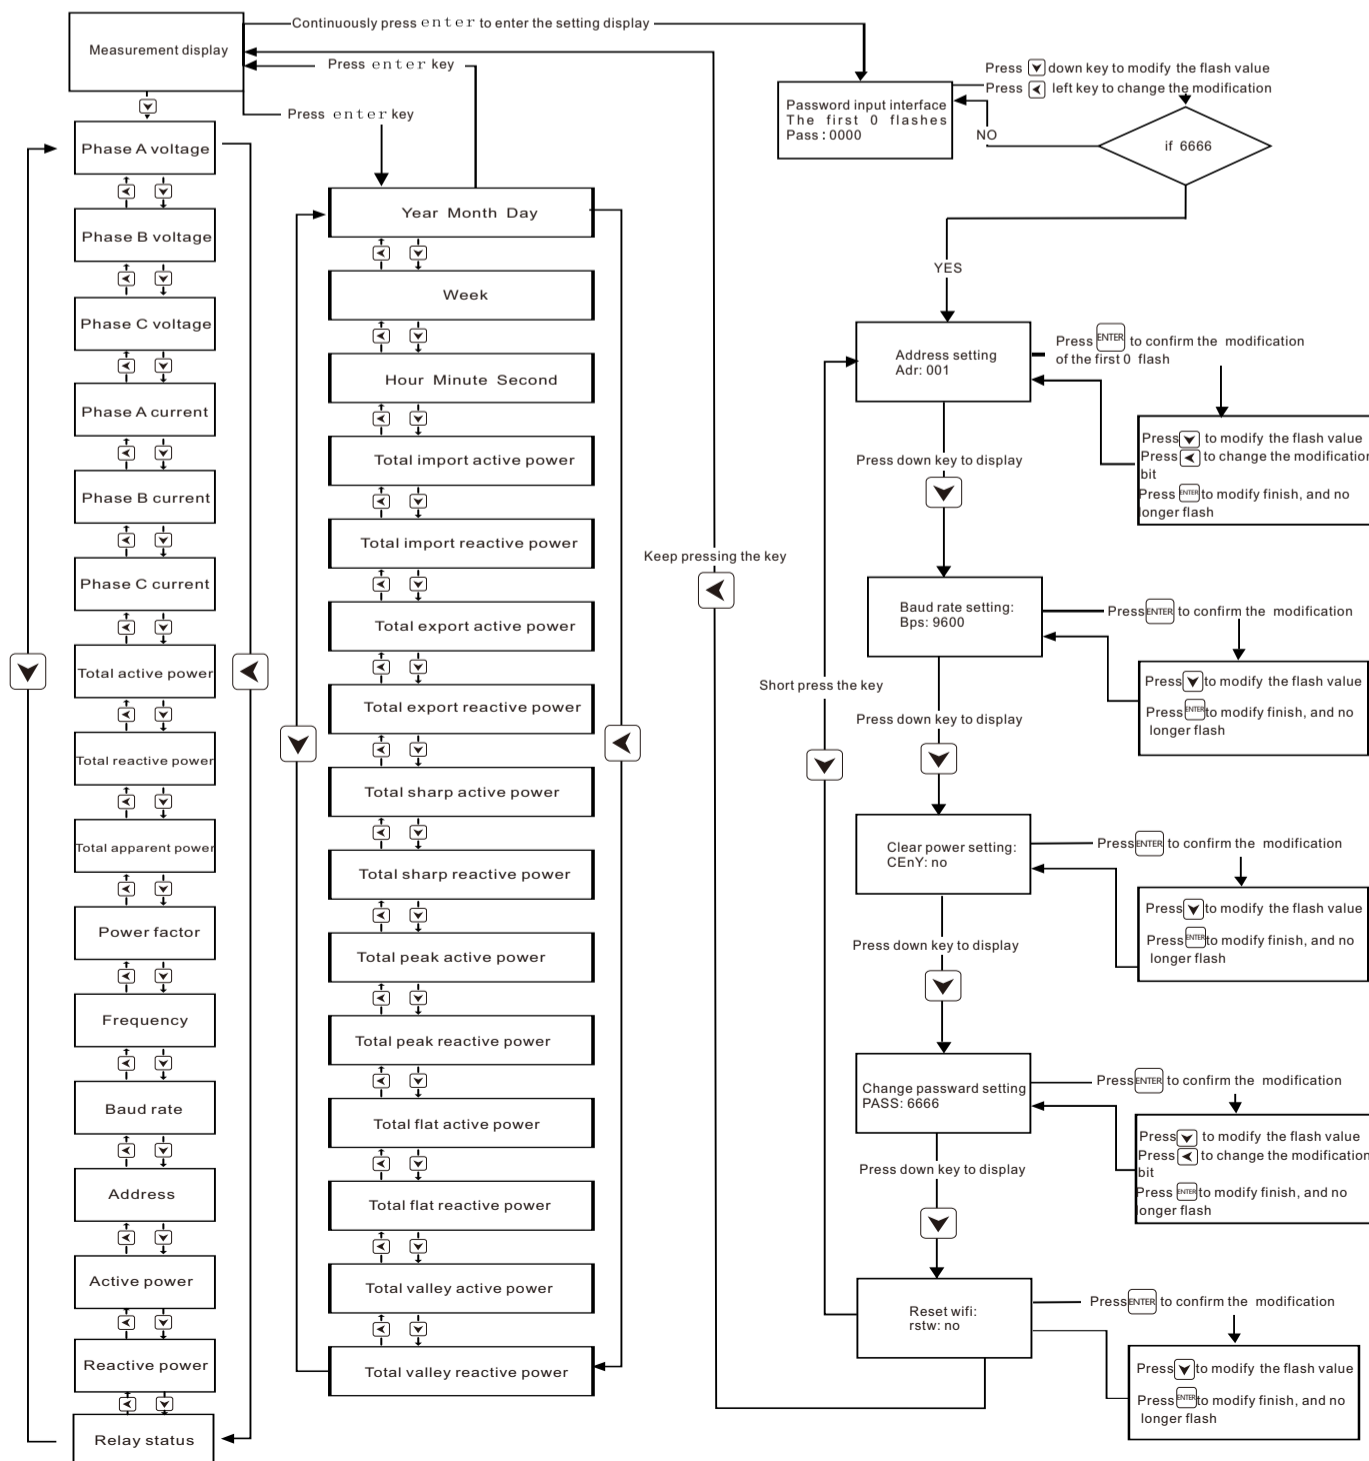 Measurement display
Continuously press enter to enter the setting display
Press enter key
Press enter key
Phase A voltage
Phase B voltage
Phase C voltage
Phase A current
Phase B current
Phase C current
Total active power
Total reactive power
Total apparent power
Power factor
Frequency
Baud rate
Address
Active power
Reactive power
Relay status
Year Month Day
Week
Hour Minute Second
Total import active power
Total import reactive power
Total export active power
Total export reactive power
Total sharp active power
Total sharp reactive power
Total peak active power
Total peak reactive power
Total flat active power
Total flat reactive power
Total valley active power
Total valley reactive power
Keep pressing the key
Short press the key
Password input interface
The first 0 flashes
Pass:0000
Press down key to modify the flash value
Press left key to change the modification
NO
if 6666
YES
Address setting
Adr: 001
Press ENTER to confirm the modification
of the first 0 flash
Press to modify the flash value
Press to change the modification
bit
Press ENTER to modify finish, and no
longer flash
Press down key to display
Baud rate setting:
Bps: 9600
Press ENTER to confirm the modification
Press to modify the flash value
Press ENTER to modify finish, and no
longer flash
Press down key to display
Clear power setting:
CEnY: no
Press ENTER to confirm the modification
Press to modify the flash value
Press ENTER to modify finish, and no
longer flash
Press down key to display
Change passward setting
PASS: 6666
Press ENTER to confirm the modification
Press to modify the flash value
Press to change the modification
bit
Press ENTER to modify finish, and no
longer flash
Press down key to display
Reset wifi:
rstw: no
Press ENTER to confirm the modification
Press to modify the flash value
Press ENTER to modify finish, and no
longer flash